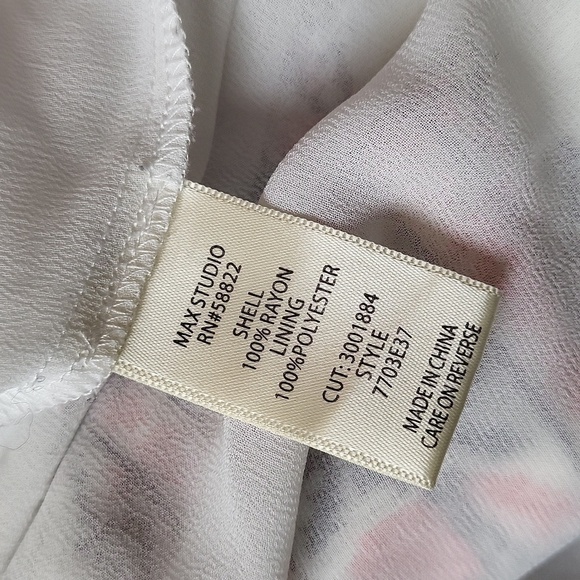 MAX STUDIO
RN#58822
SHELL
100%RAYON
LINING
100%POLYESTER
CUT:3001884
STYLE
7703E37
MADE IN CHINA
CARE ON REVERSE